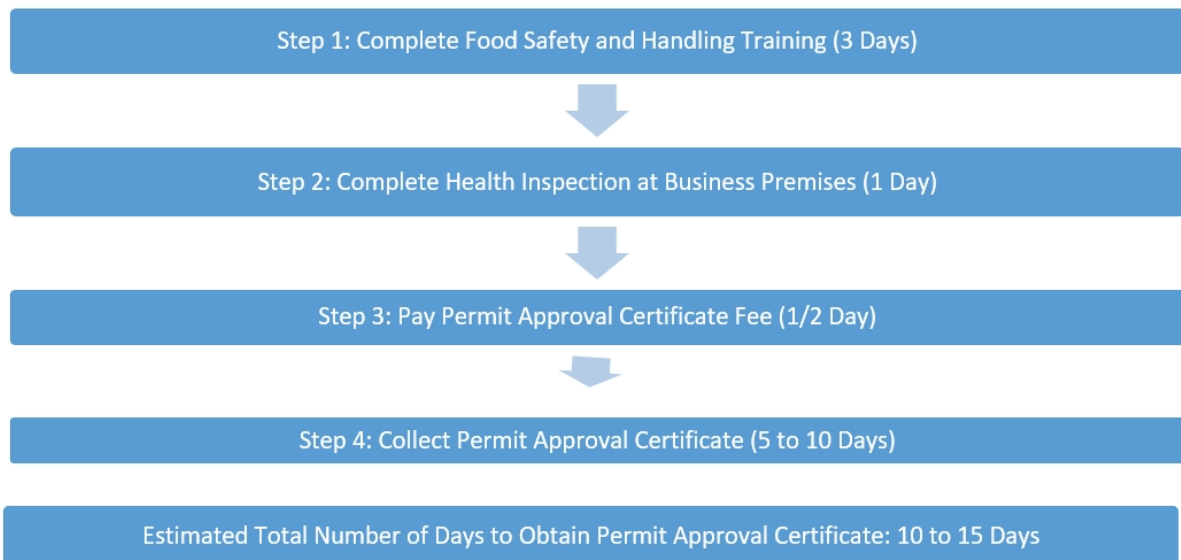 Step 1: Complete Food Safety and Handling Training (3 Days)
Step 2: Complete Health Inspection at Business Premises (1 Day)
Step 3: Pay Permit Approval Certificate Fee (1/2 Day)
Step 4: Collect Permit Approval Certificate (5 to 10 Days)
Estimated Total Number of Days to Obtain Permit Approval Certificate: 10 to 15 Days